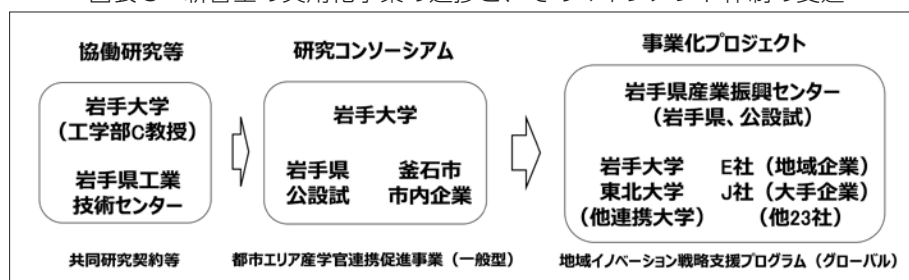 協働研究等
岩手大学
(工学部C教授)
岩手県工業
技術センター
共同研究契約等
研究コンソーシアム
岩手大学
岩手県 釜石市
公設試 市内企業
都市エリア産学官連携促進事業(一般型)
事業化プロジェクト
岩手県産業振興センター
(岩手県、公設試)
岩手大学 E社(地域企業)
東北大学 J社(大手企業)
(他連携大学) (他23社)
地域イノベーション戦略支援プログラム(グローバル)